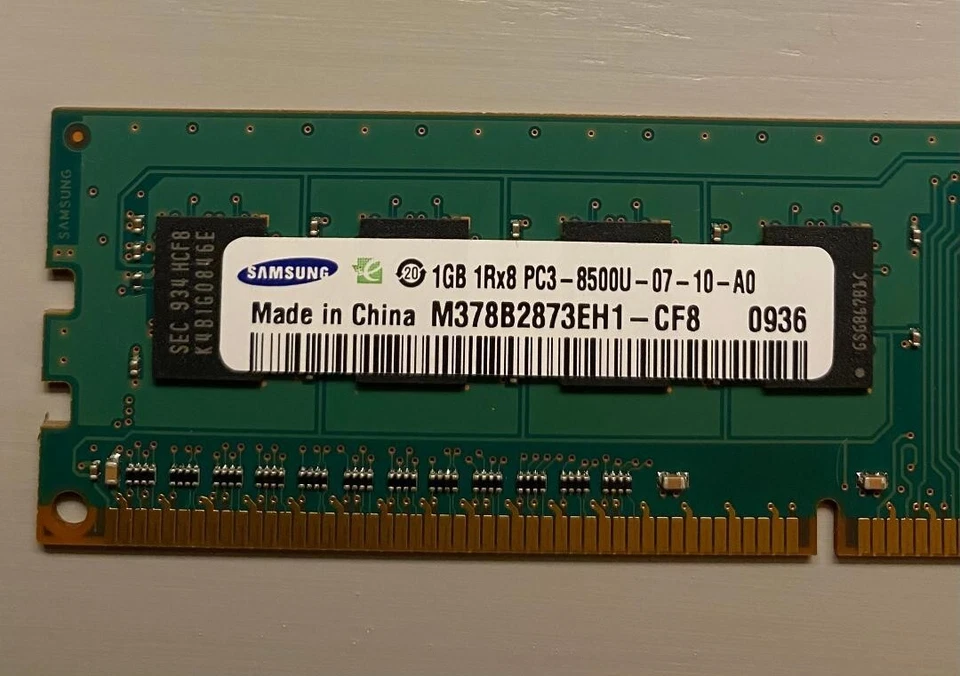 SAMSUNG
SEC 934 HCF8
K4B1G0846E
SAMSUNG
20
1GB 1Rx8 PC3-8500U-07-10-A0
Made in China M378B2873EH1-CF8 0936